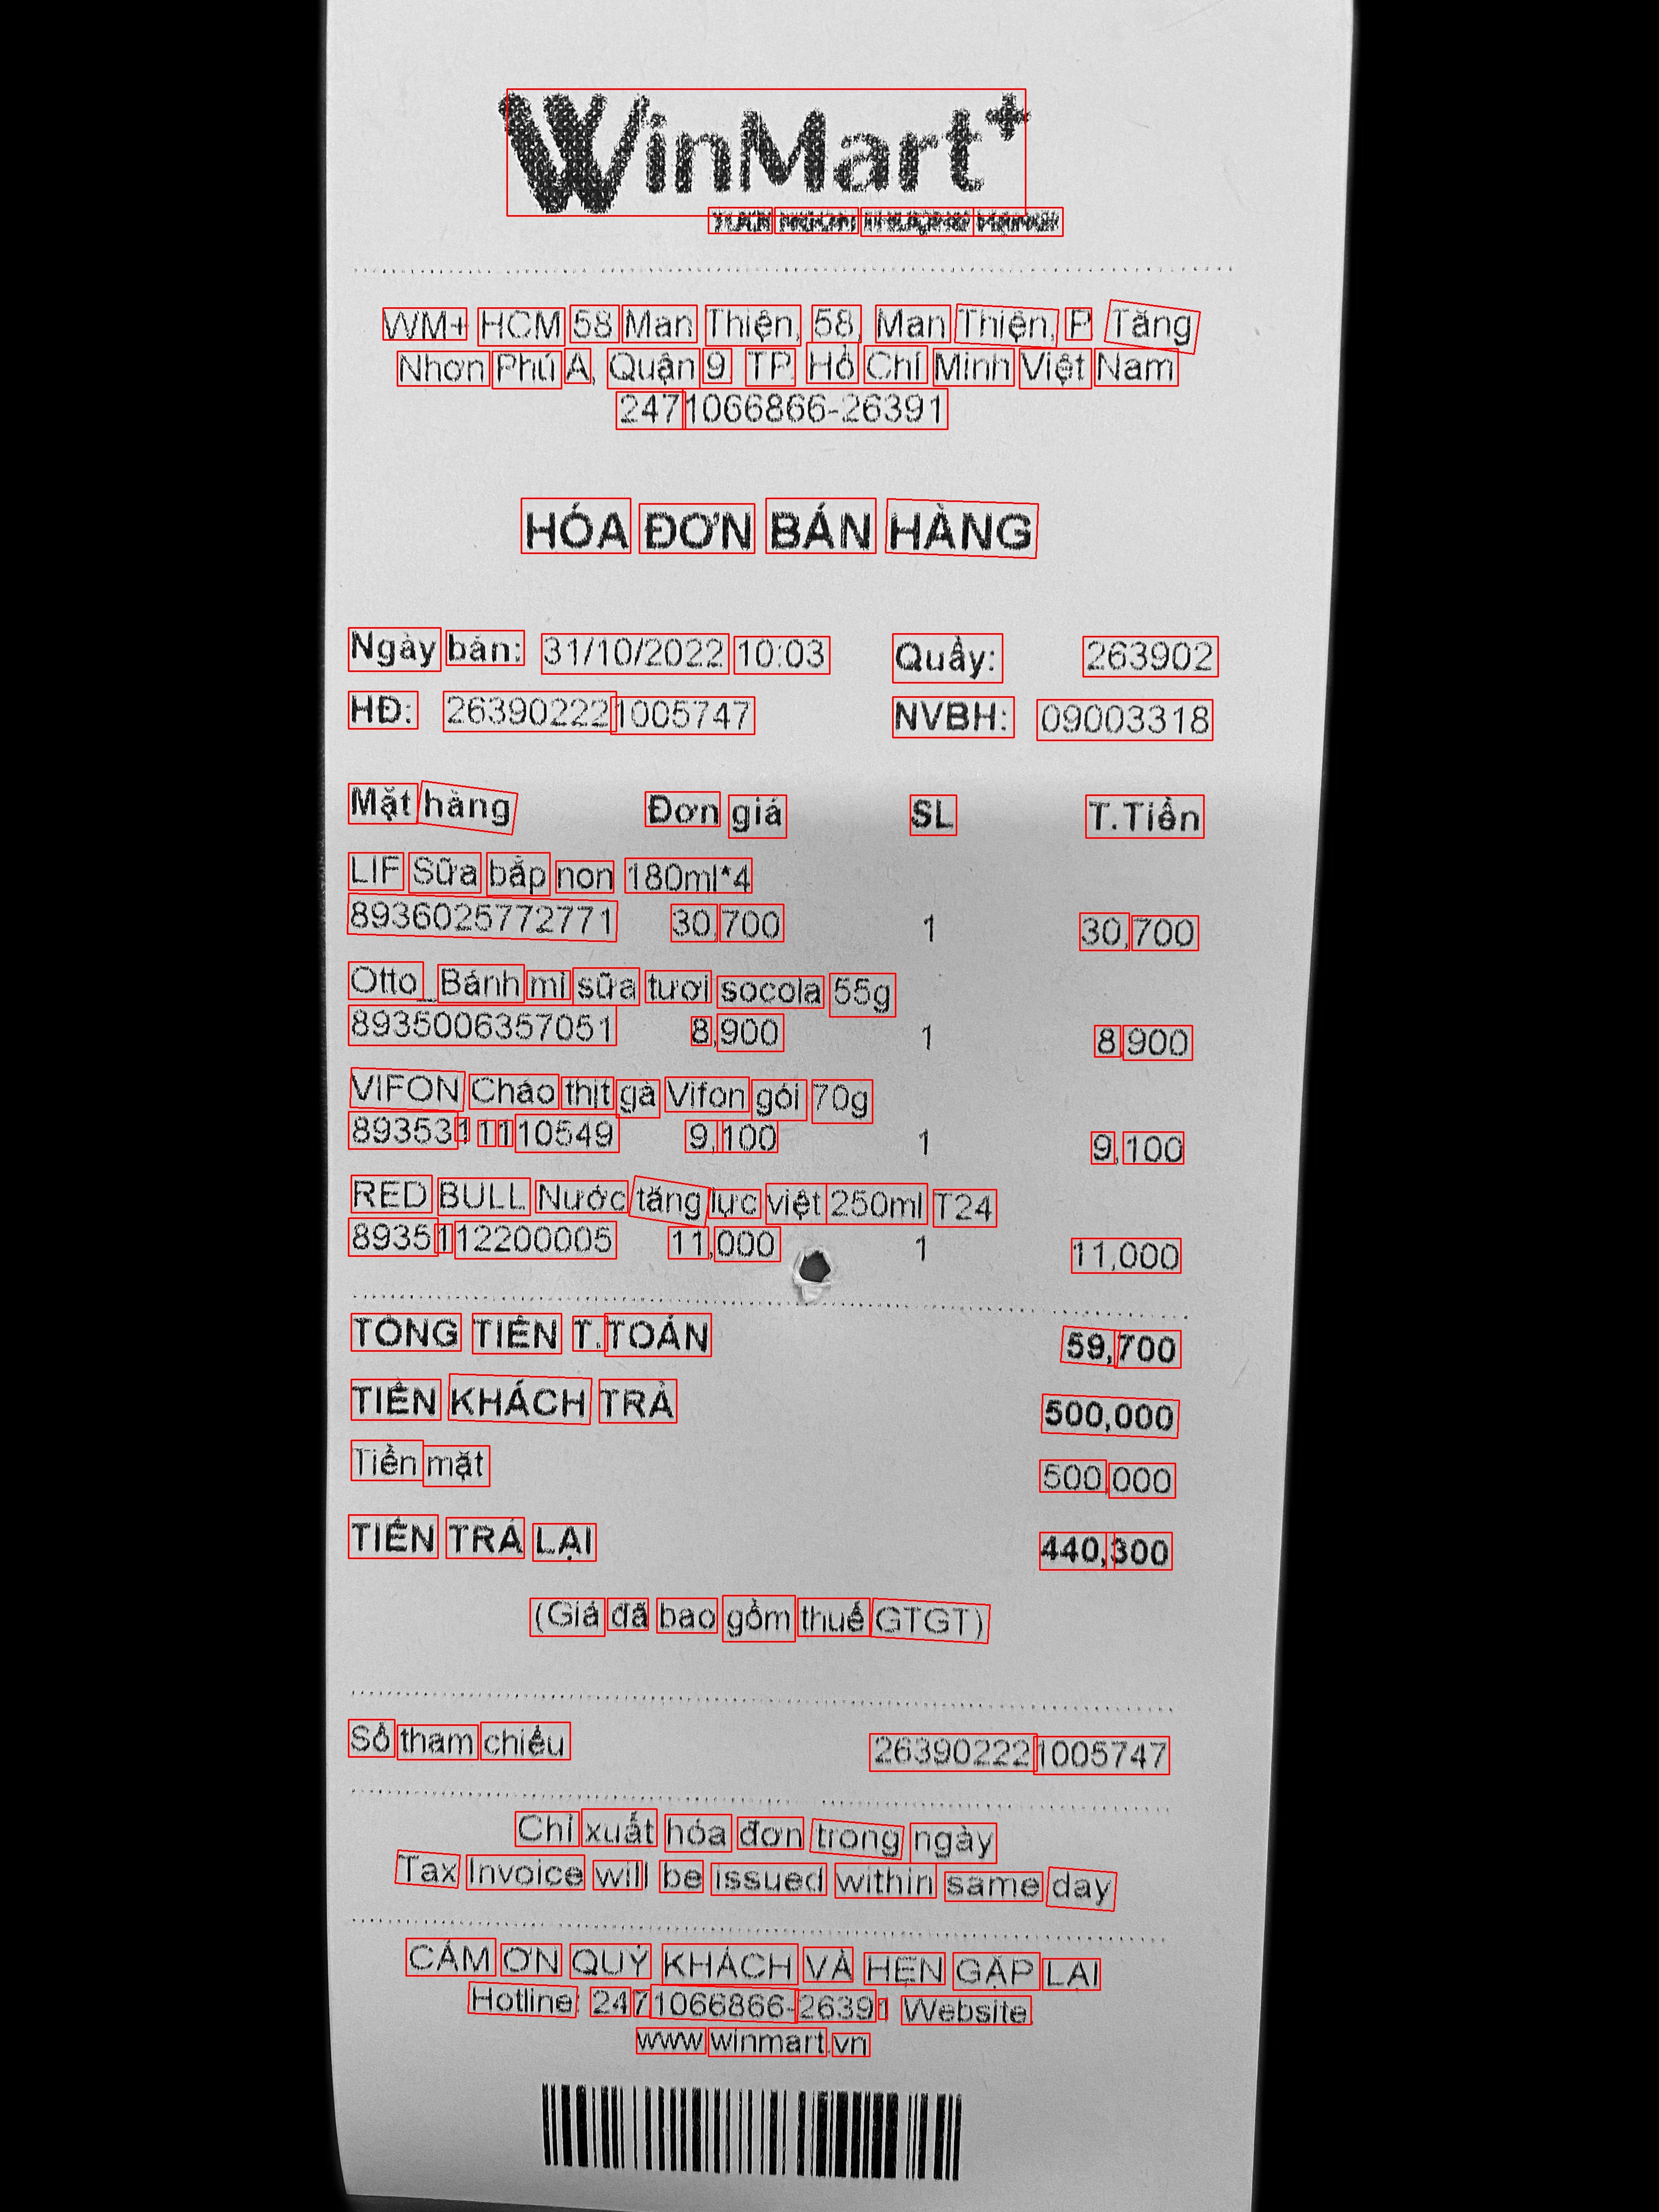 WinMart+
WM+ HCM 58 Man Thiện, 58, Man Thiện, P. Tăng
Nhơn Phú A, Quận 9, TP. Hồ Chí Minh Việt Nam
2471066866-26391
HÓA ĐƠN BÁN HÀNG
Ngày bán: 31/10/2022 10:03 Quầy: 263902
HĐ: 263902221005747 NVBH: 09003318
Mặt hàng Đơn giá SL T.Tiền
LIF Sữa bắp non 180ml*4
8936025772771 30,700 1 30,700
Otto_Bánh mì sữa tươi socola 55g
8935006357051 8,900 1 8,900
VIFON Cháo thịt gà Vifon gói 70g
8935311110549 9,100 1 9,100
RED BULL Nước tăng lực việt 250ml T24
8935112200005 11,000 1 11,000
TỔNG TIỀN T.TOÁN 59,700
TIỀN KHÁCH TRẢ 500,000
Tiền mặt 500,000
TIỀN TRẢ LẠI 440,300
(Giá đã bao gồm thuế GTGT)
Số tham chiếu 263902221005747
Chỉ xuất hóa đơn trong ngày
Tax Invoice will be issued within same day
CẢM ƠN QUÝ KHÁCH VÀ HẸN GẶP LẠI
Hotline: 2471066866-26391 Website:
www.winmart.vn